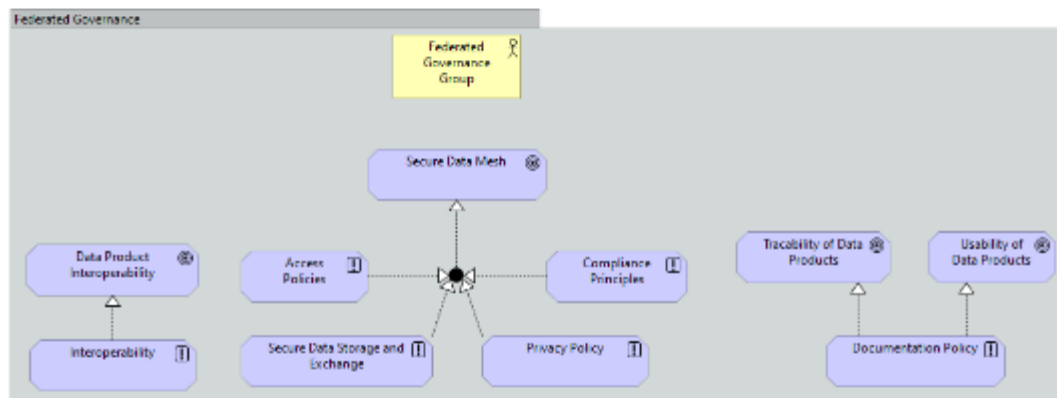 Federated Governance
Federated
Governance
Group
Secure Data Mesh
Data Product
Interoperability
Access
Policies
Compliance
Principles
Tracability of Data
Products
Usability of
Data Products
Interoperability
Secure Data Storage and
Exchange
Privacy Policy
Documentation Policy